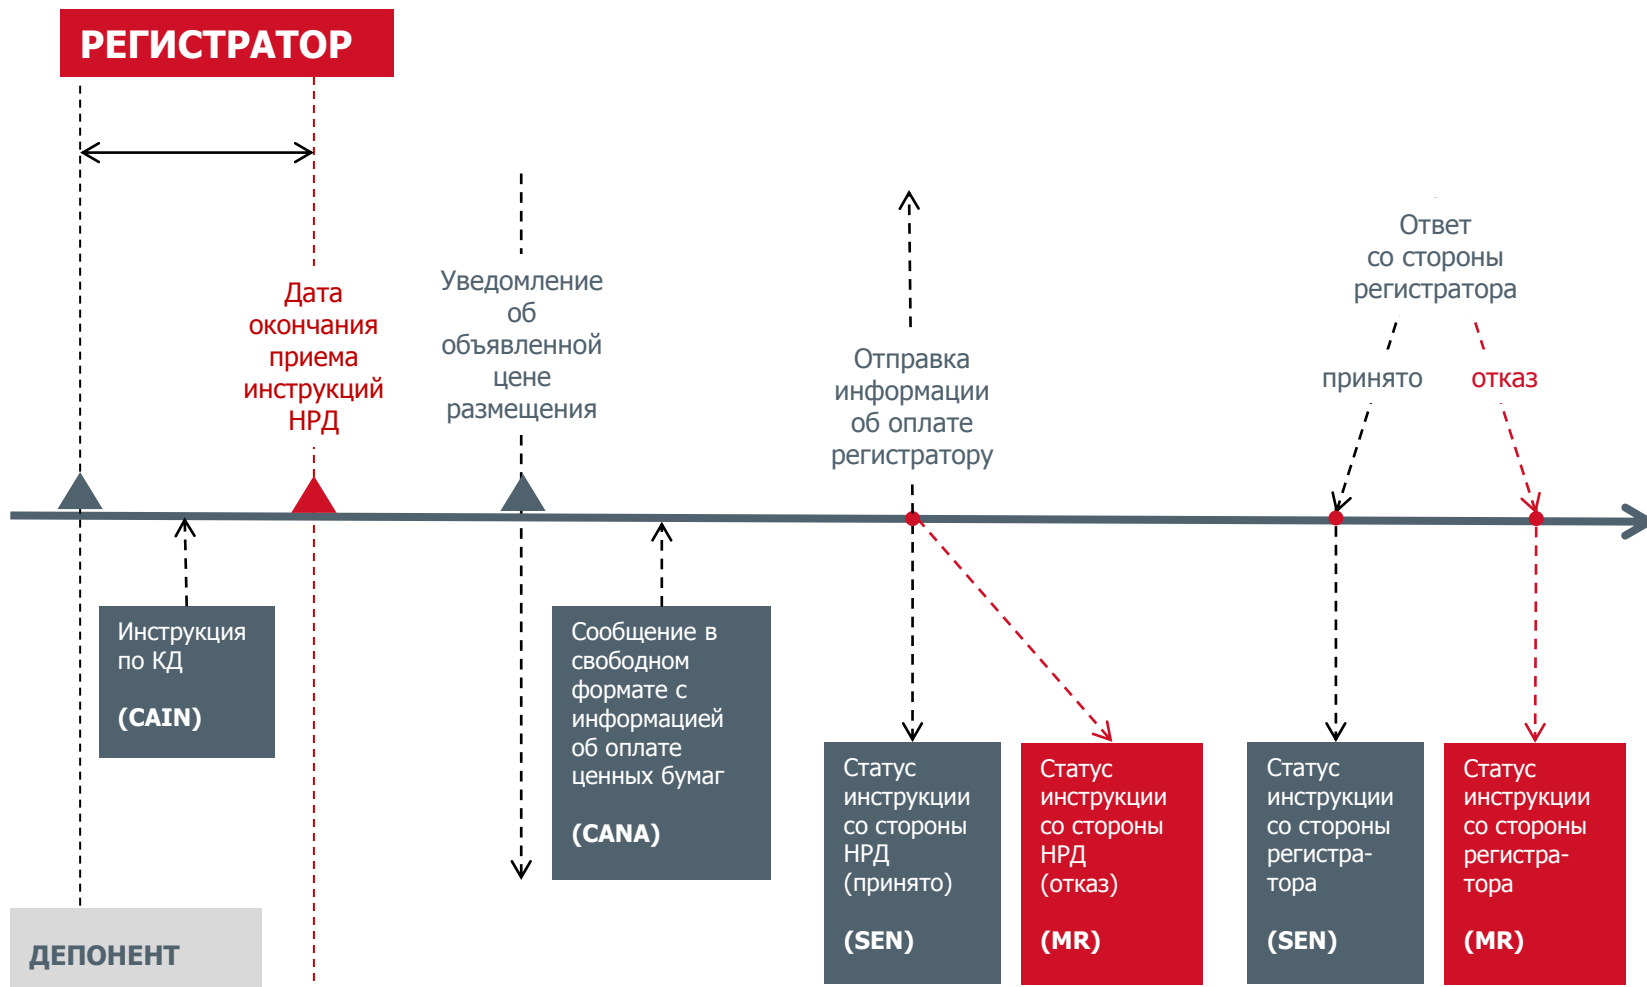 РЕГИСТРАТОР
Дата
окончания
приема
инструкций
НРД
Уведомление
об
объявленной
цене
размещения
Отправка
информации
об оплате
регистратору
Ответ
со стороны
регистратора
принято
отказ
Инструкция
по КД
(CAIN)
Сообщение в
свободном
формате с
информацией
об оплате
ценных бумаг
(CANA)
Статус
инструкции
со стороны
НРД
(принято)
(SEN)
Статус
инструкции
со стороны
НРД
(отказ)
(MR)
Статус
инструкции
со стороны
регистра-
тора
(SEN)
Статус
инструкции
со стороны
регистра-
тора
(MR)
ДЕПОНЕНТ